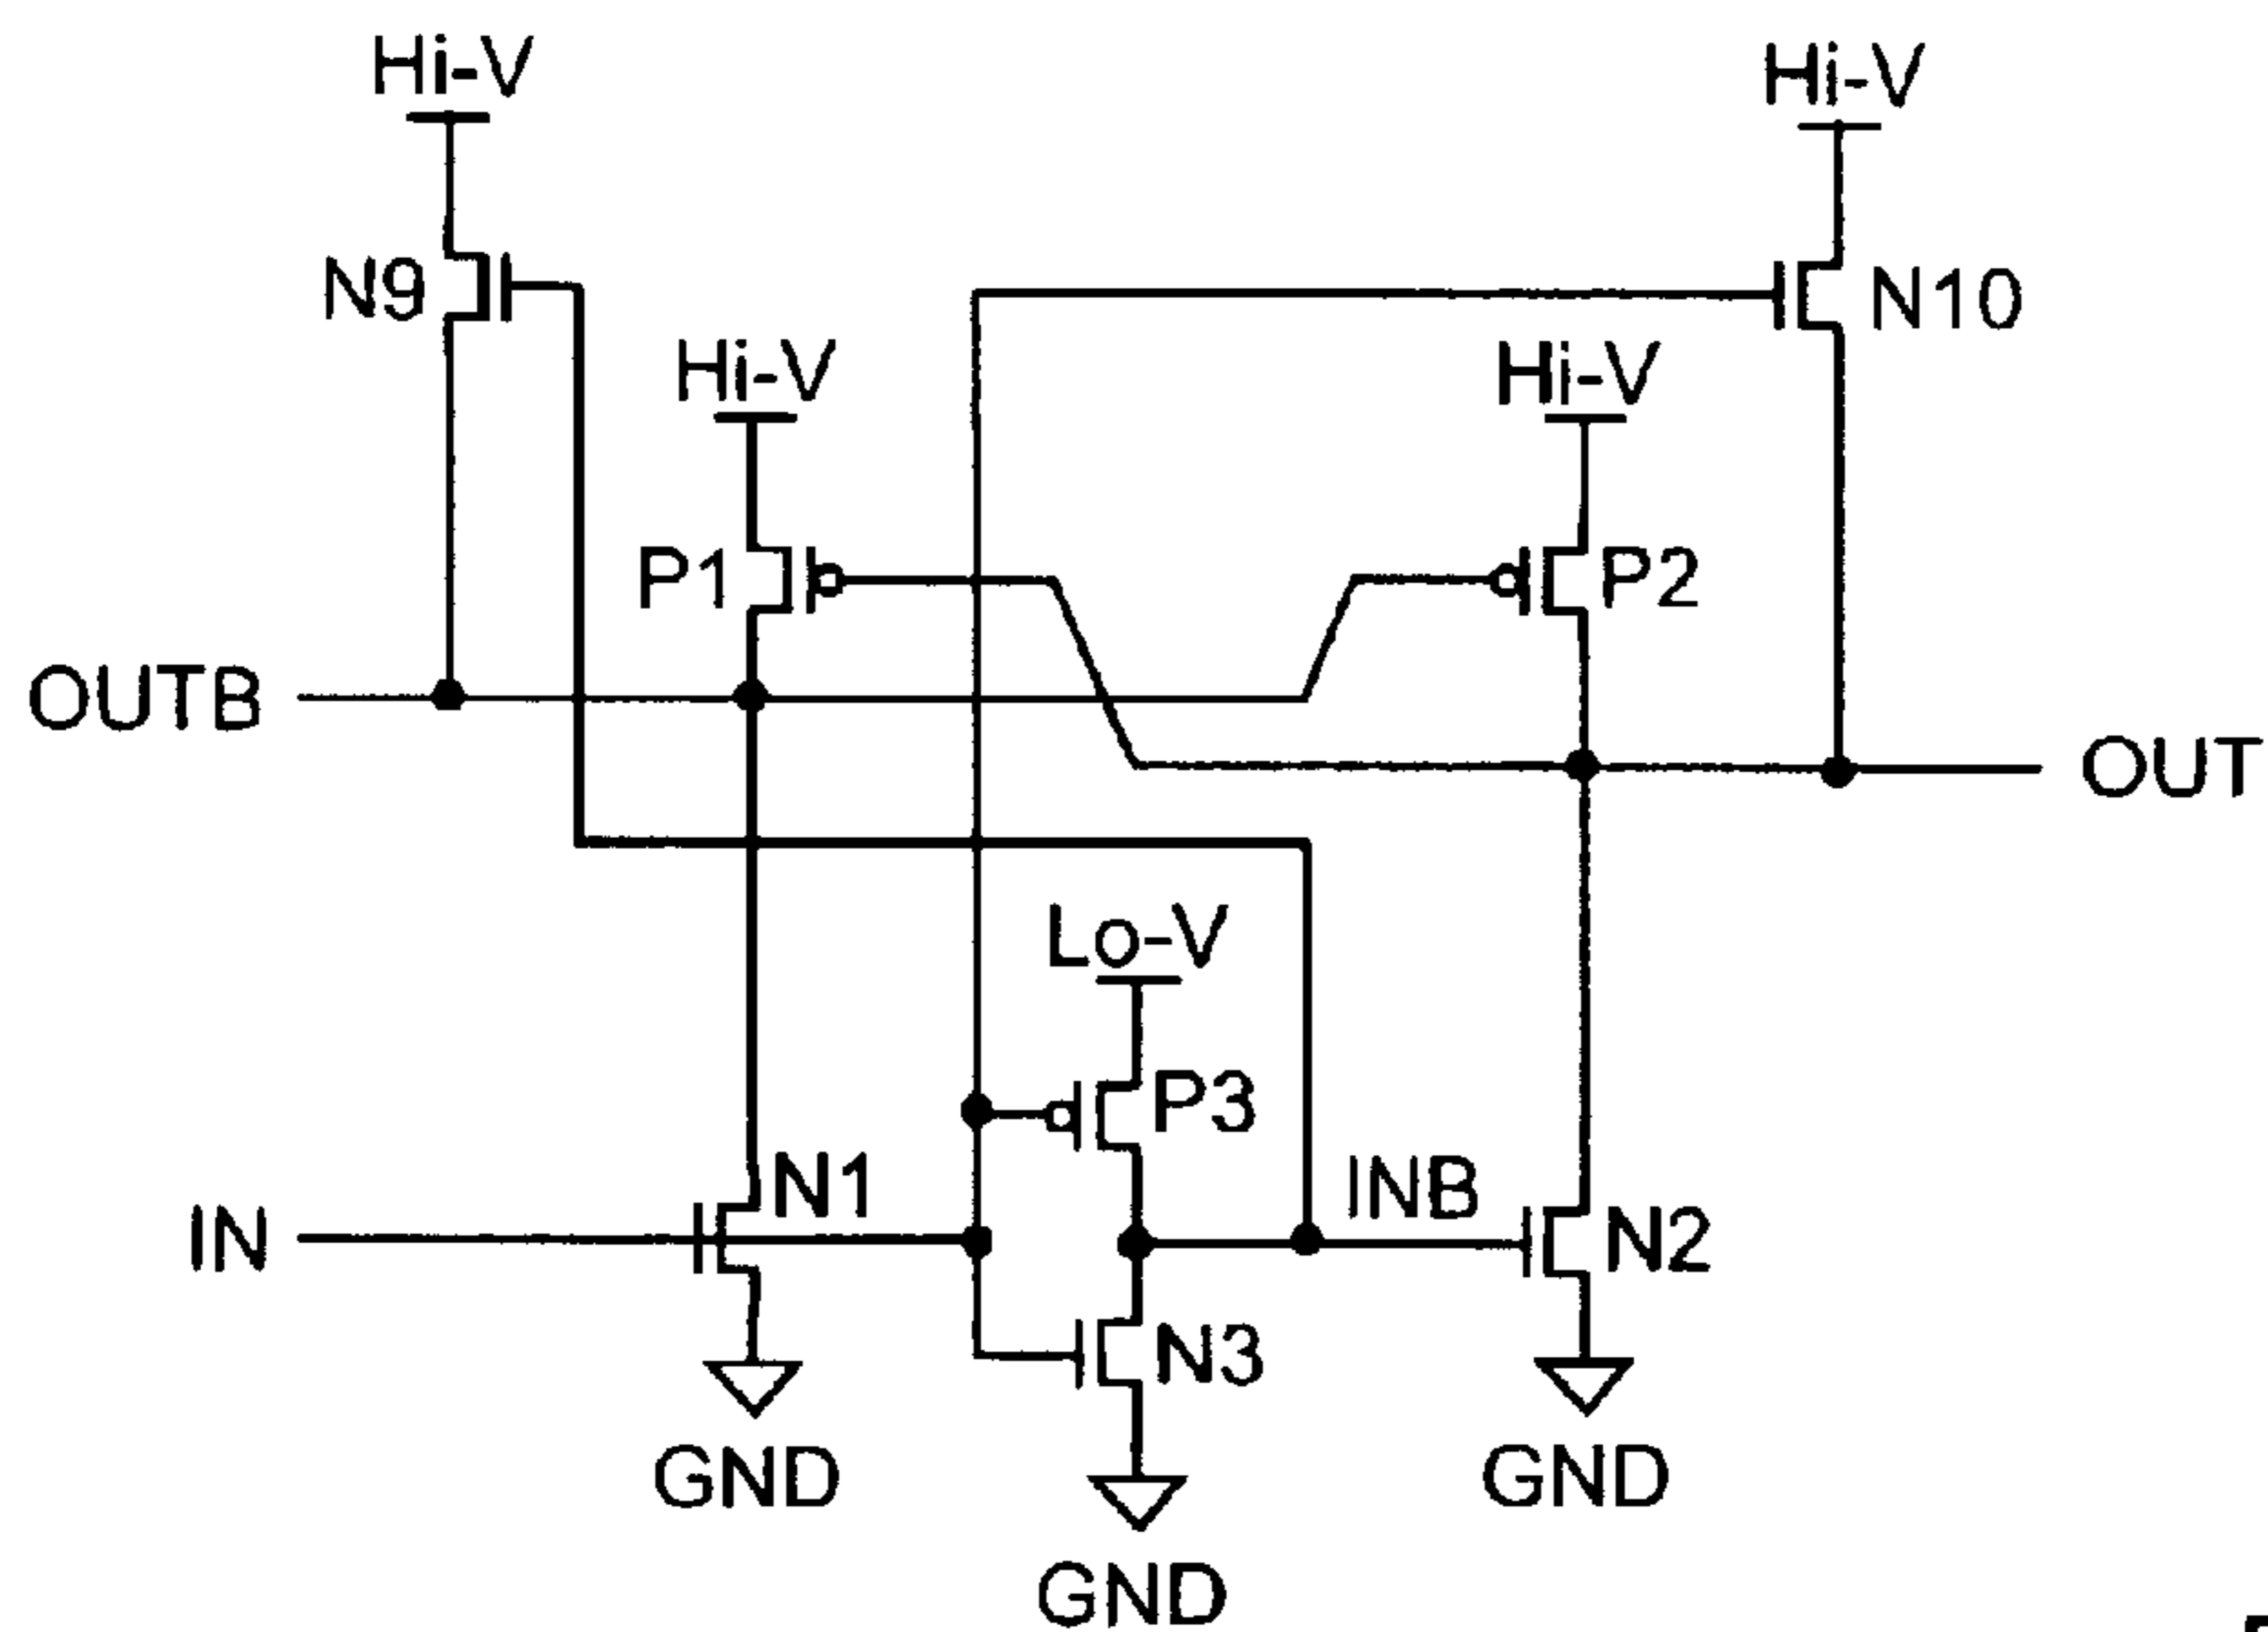 Hi-V
Hi-V
N9
N10
Hi-V
Hi-V
P1
P2
OUTB
OUT
Lo-V
P3
N1
INB
IN
N2
N3
GND
GND
GND